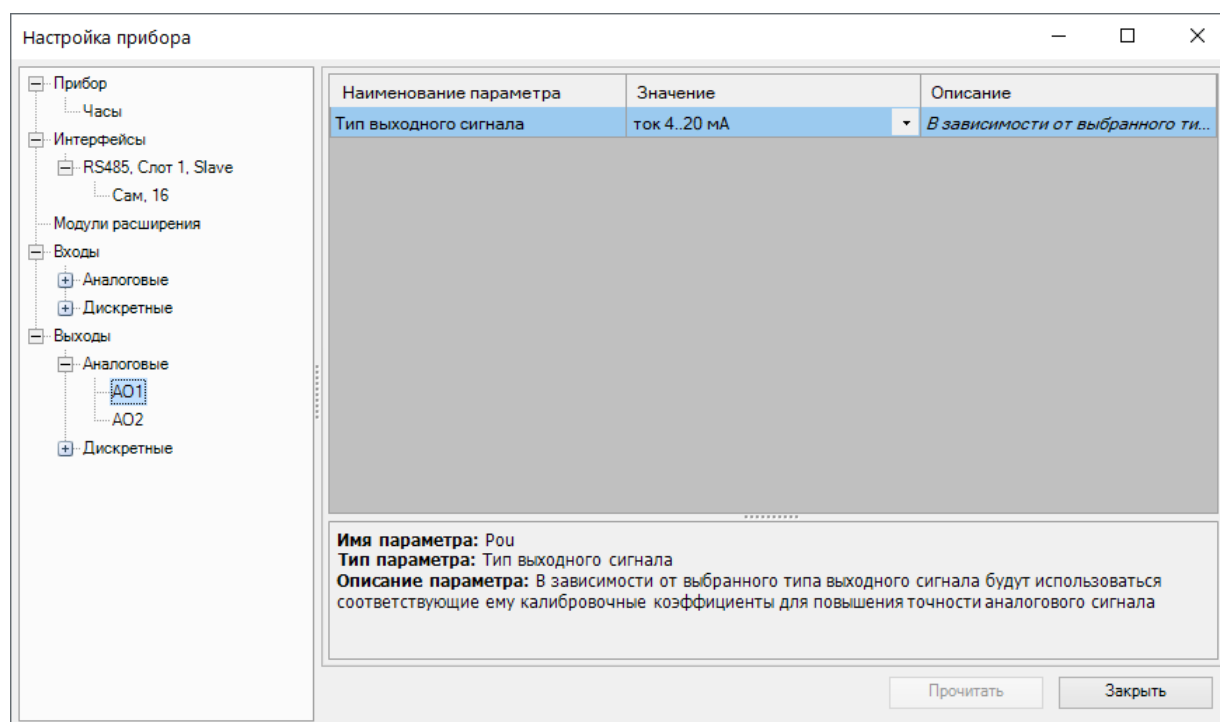 Настройка прибора
Прибор
Часы
Интерфейсы
RS485, Слот 1, Slave
Сам, 16
Модули расширения
Входы
Аналоговые
Дискретные
Выходы
Аналоговые
AO1
AO2
Дискретные
Наименование параметра Значение Описание
Тип выходного сигнала ток 4..20 мА В зависимости от выбранного ти...
Имя параметра: Pou
Тип параметра: Тип выходного сигнала
Описание параметра: В зависимости от выбранного типа выходного сигнала будут использоваться
соответствующие ему калибровочные коэффициенты для повышения точности аналогового сигнала
Прочитать Закрыть